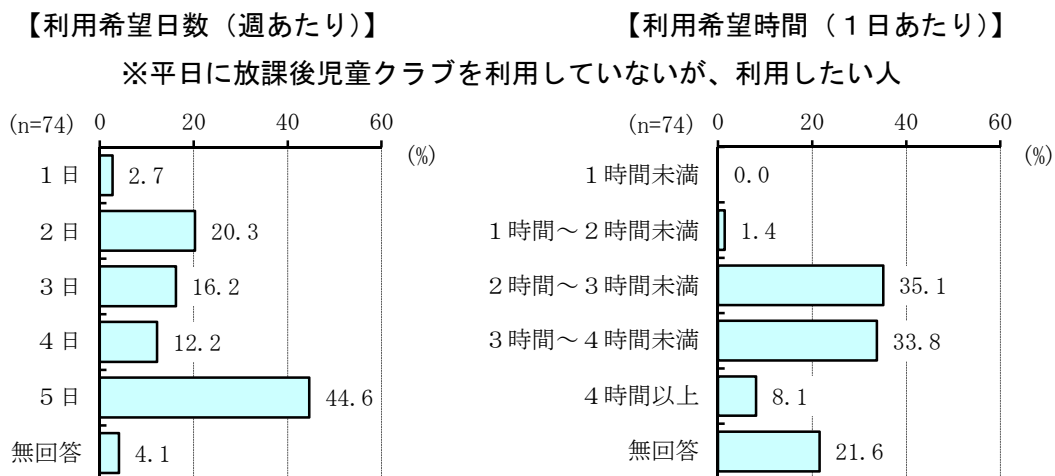 【利用希望日数（週あたり）】
【利用希望時間（１日あたり）】
※平日に放課後児童クラブを利用していないが、利用したい人
(n=74) 0 20 40 60
(%)
１日 2.7
２日 20.3
３日 16.2
４日 12.2
５日 44.6
無回答 4.1
(n=74) 0 20 40 60
(%)
１時間未満 0.0
１時間～２時間未満 1.4
２時間～３時間未満 35.1
３時間～４時間未満 33.8
４時間以上 8.1
無回答 21.6